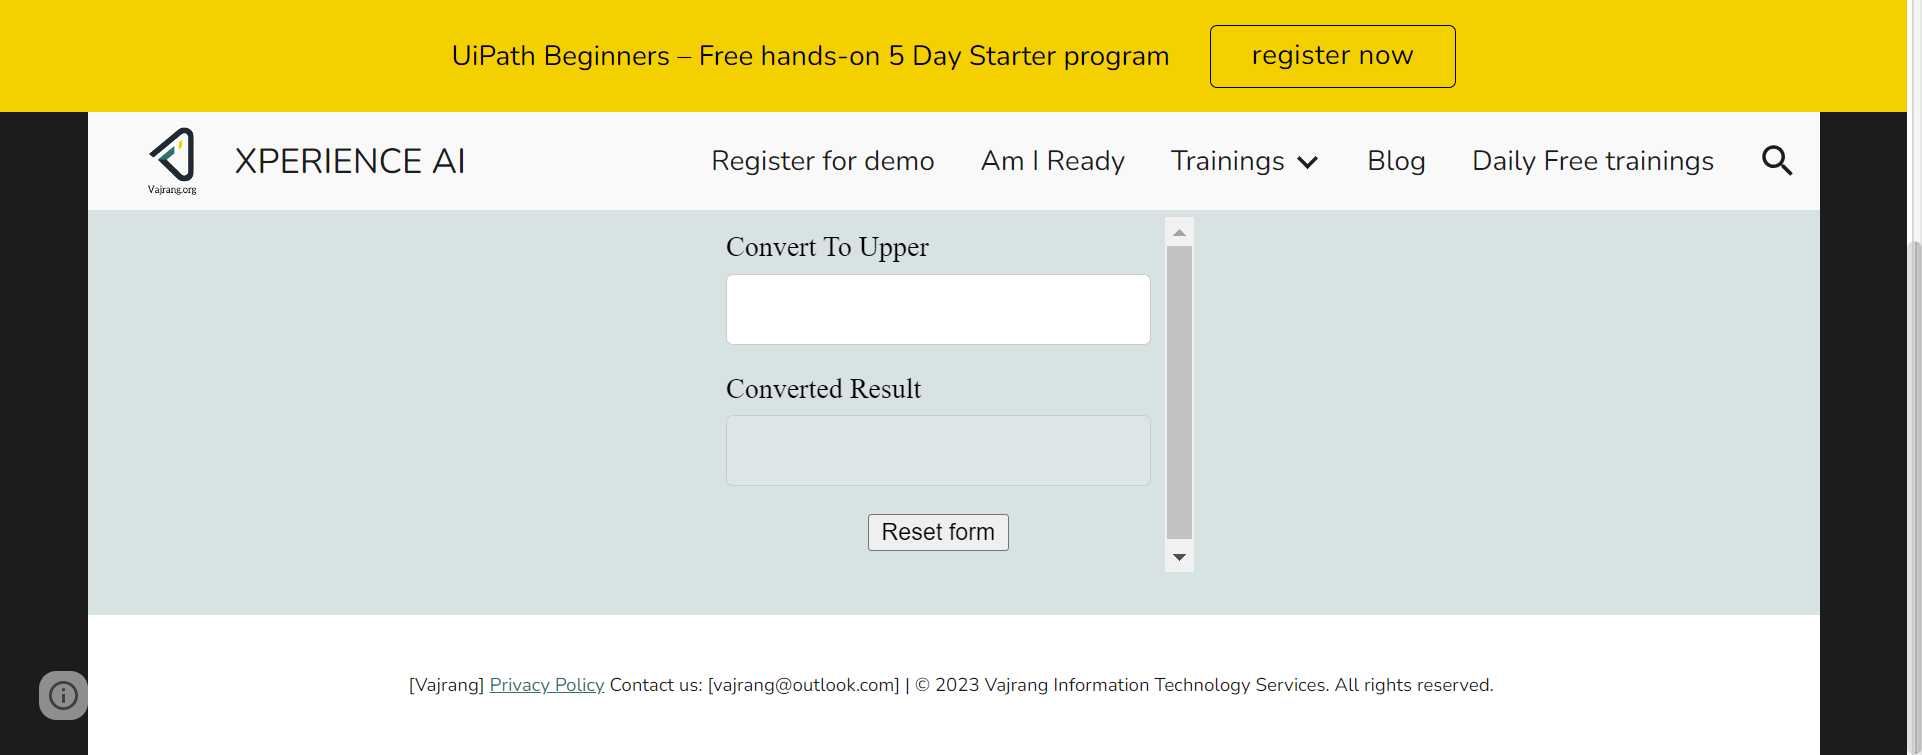 UiPath Beginners – Free hands-on 5 Day Starter program
register now
Vajrang.org
XPERIENCE AI
Register for demo
Am I Ready
Trainings
Blog
Daily Free trainings
Convert To Upper
Converted Result
Reset form
[Vajrang] Privacy Policy Contact us: [vajrang@outlook.com] | © 2023 Vajrang Information Technology Services. All rights reserved.